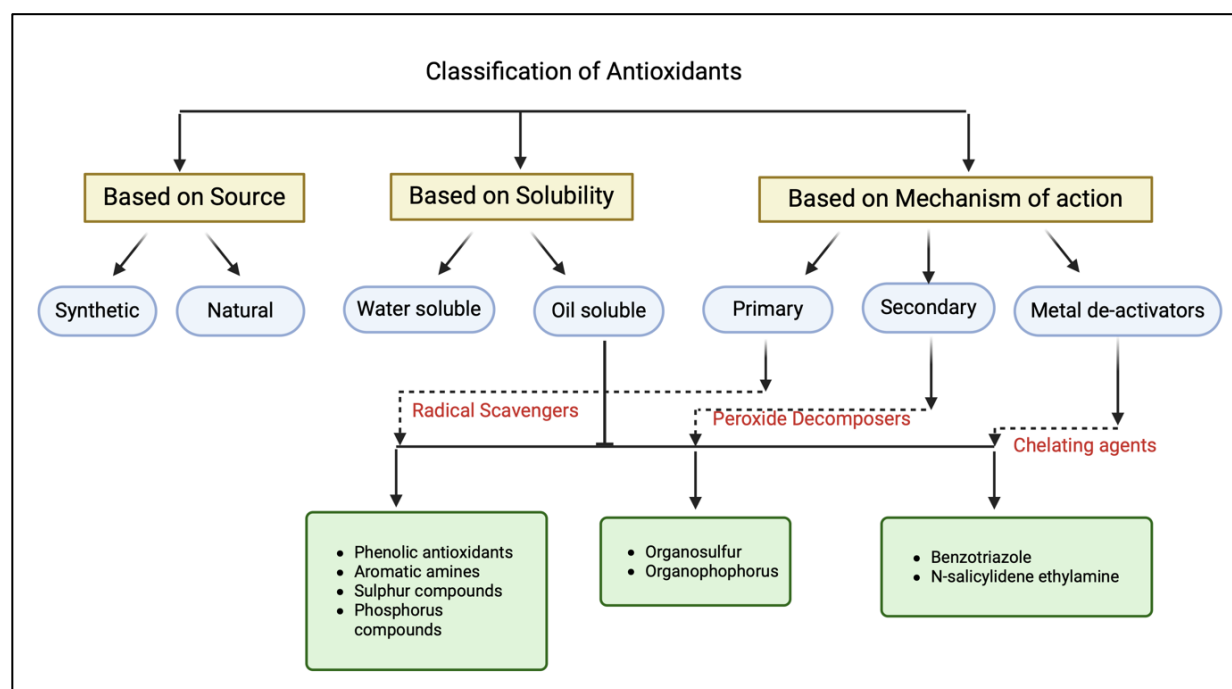 Classification of Antioxidants
Based on Source
Based on Solubility
Based on Mechanism of action
Synthetic
Natural
Water soluble
Oil soluble
Primary
Secondary
Metal de-activators
Radical Scavengers
Peroxide Decomposers
Chelating agents
• Phenolic antioxidants
• Aromatic amines
• Sulphur compounds
• Phosphorus
compounds
• Organosulfur
• Organophophorus
• Benzotriazole
• N-salicylidene ethylamine